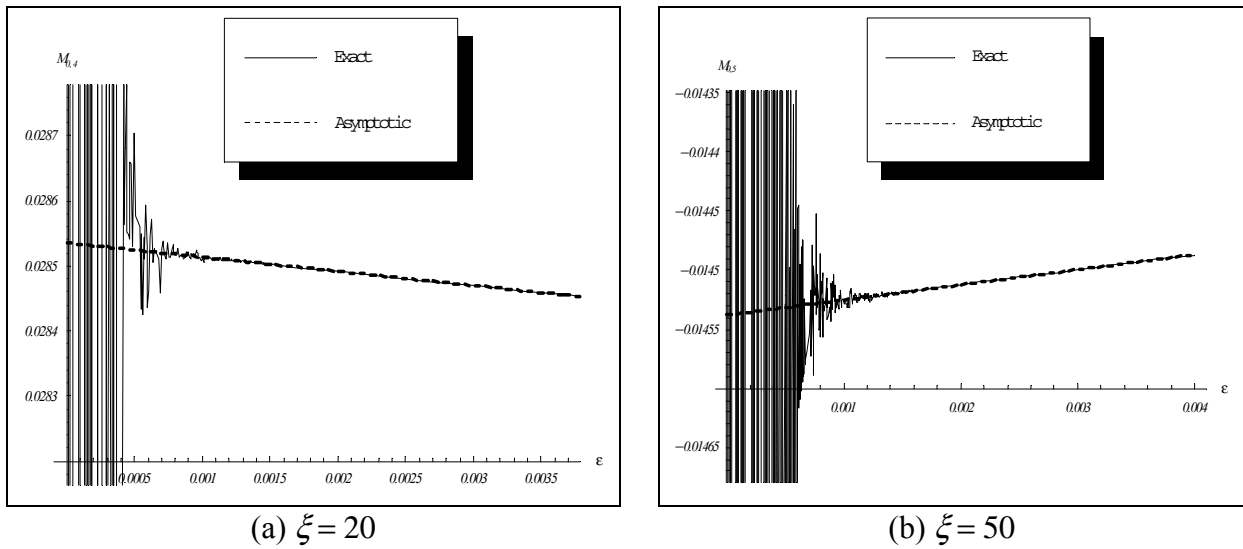 Exact
Asymptotic
M0,4
0.0287
0.0286
0.0285
0.0284
0.0283
0.0005 0.001 0.0015 0.002 0.0025 0.003 0.0035
ε
(a) ξ = 20
Exact
Asymptotic
M0,5
−0.01435
−0.0144
−0.01445
−0.0145
−0.01455
−0.01465
0.001 0.002 0.003 0.004
ε
(b) ξ = 50